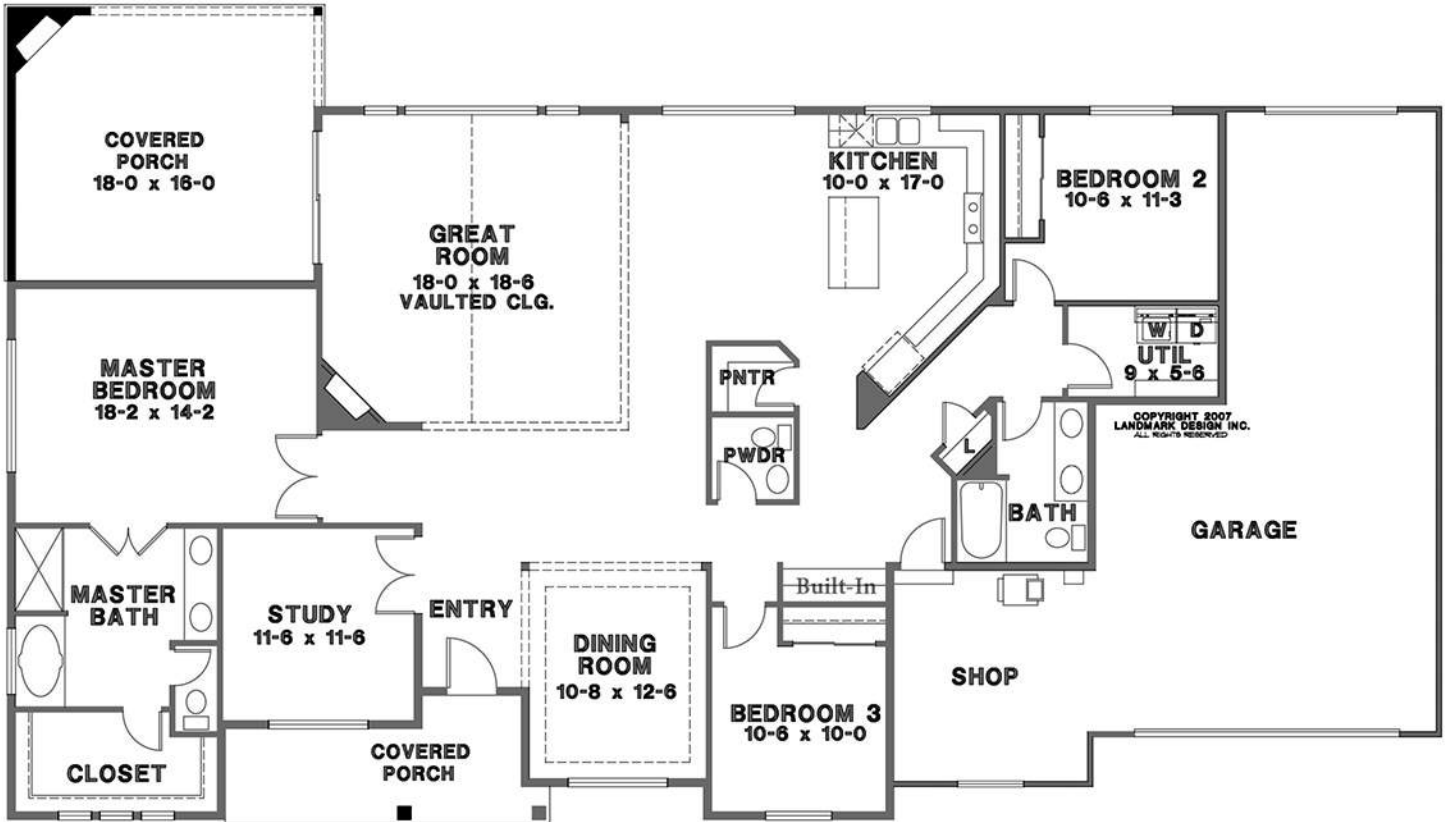 COVERED
PORCH
18-0 x 16-0
GREAT
ROOM
18-0 x 18-6
VAULTED CLG.
KITCHEN
10-0 x 17-0
BEDROOM 2
10-6 x 11-3
MASTER
BEDROOM
18-2 x 14-2
PNTR
PWDR
W D
UTIL
9 x 5-6
COPYRIGHT 2007
LANDMARK DESIGN INC.
ALL RIGHTS RESERVED
L
BATH
GARAGE
MASTER
BATH
STUDY
11-6 x 11-6
ENTRY
DINING
ROOM
10-8 x 12-6
Built-In
SHOP
BEDROOM 3
10-6 x 10-0
COVERED
PORCH
CLOSET